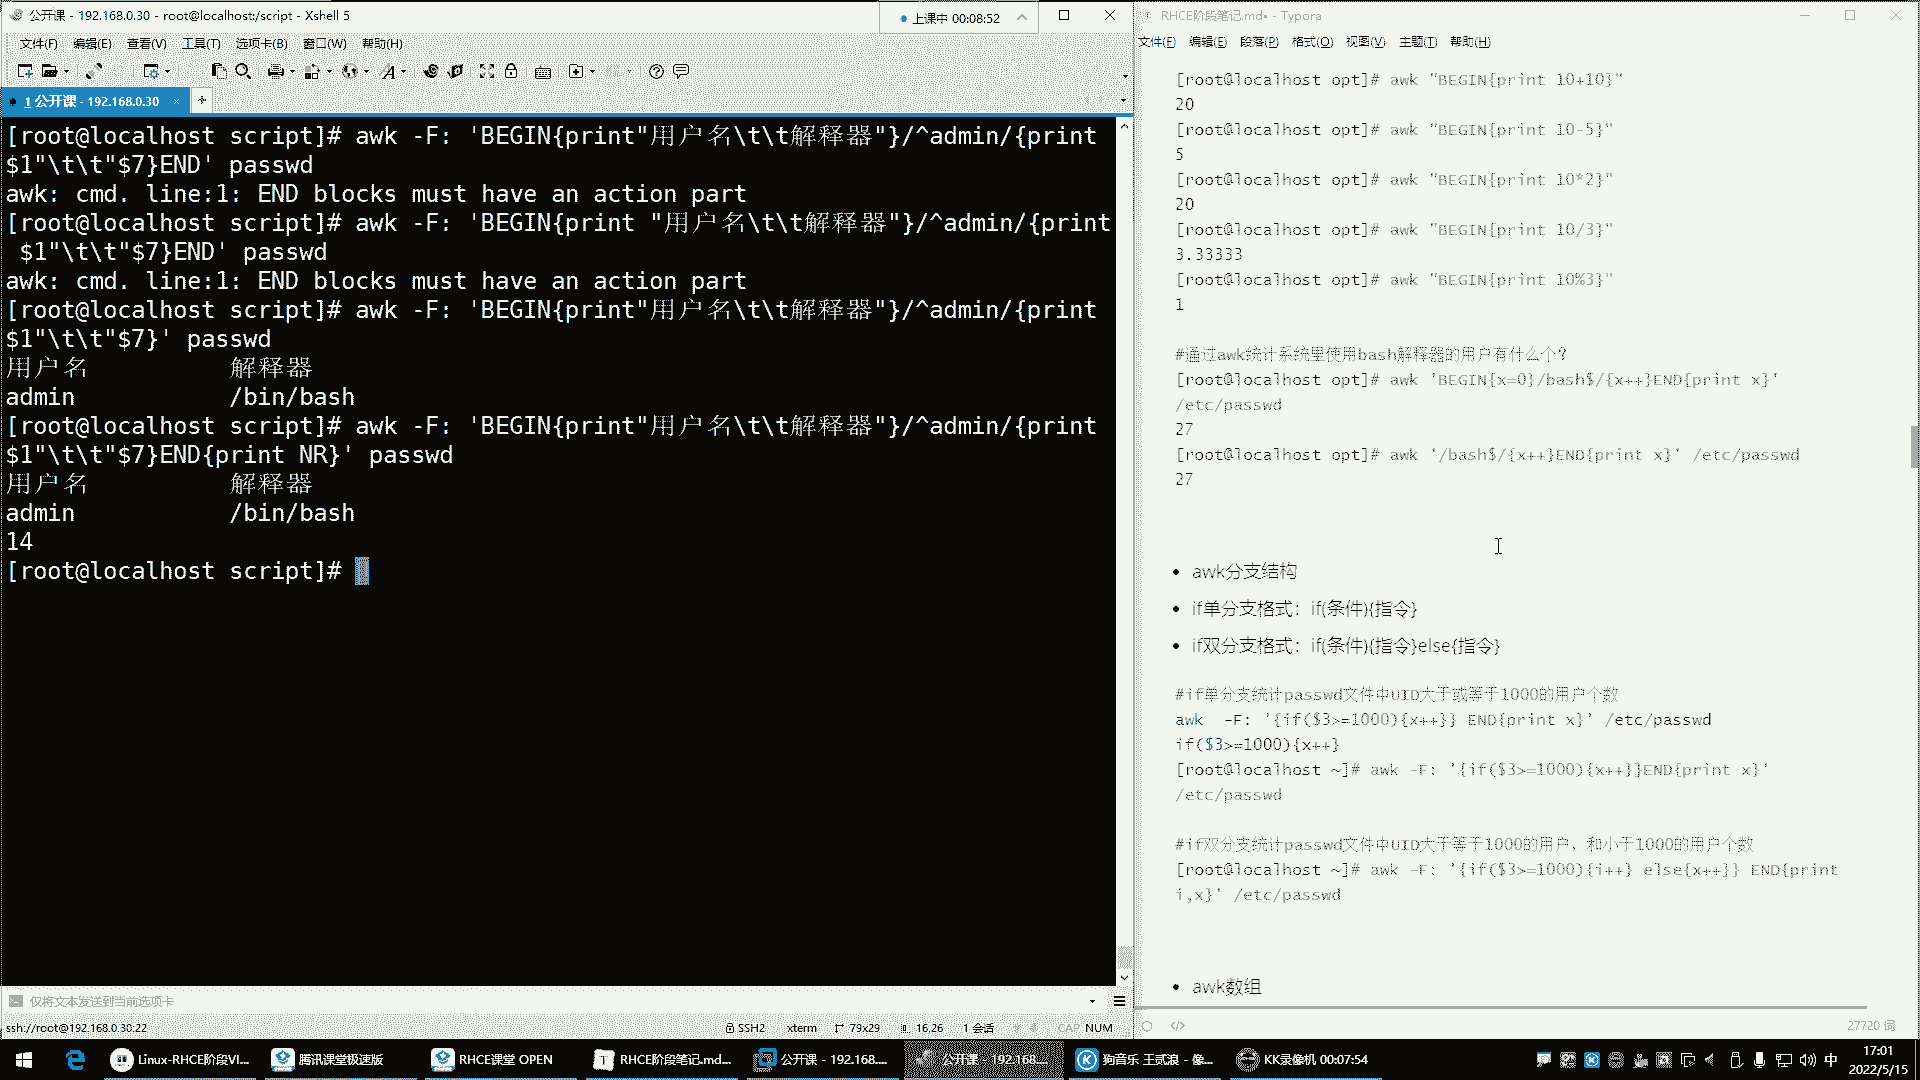 公开课 - 192.168.0.30 - root@localhost:/script - Xshell 5
上课中 00:08:52
文件(F) 编辑(E) 查看(V) 工具(T) 选项卡(B) 窗口(W) 帮助(H)
1 公开课 - 192.168.0.30 × +
[root@localhost script]# awk -F: 'BEGIN{print"用户名\t\t解释器"}/^admin/{print
$1"\t\t"$7}END' passwd
awk: cmd. line:1: END blocks must have an action part
[root@localhost script]# awk -F: 'BEGIN{print "用户名\t\t解释器"}/^admin/{print
 $1"\t\t"$7}END' passwd
awk: cmd. line:1: END blocks must have an action part
[root@localhost script]# awk -F: 'BEGIN{print"用户名\t\t解释器"}/^admin/{print
$1"\t\t"$7}' passwd
用户名 解释器
admin /bin/bash
[root@localhost script]# awk -F: 'BEGIN{print"用户名\t\t解释器"}/^admin/{print
$1"\t\t"$7}END{print NR}' passwd
用户名 解释器
admin /bin/bash
14
[root@localhost script]#
仅将文本发送到当前选项卡
ssh://root@192.168.0.30:22 SSH2 xterm 79x29 16,26 1 会话 CAP NUM
RHCE阶段笔记.md• - Typora
文件(F) 编辑(E) 段落(P) 格式(O) 视图(V) 主题(T) 帮助(H)
[root@localhost opt]# awk "BEGIN{print 10+10}"
20
[root@localhost opt]# awk "BEGIN{print 10-5}"
5
[root@localhost opt]# awk "BEGIN{print 10*2}"
20
[root@localhost opt]# awk "BEGIN{print 10/3}"
3.33333
[root@localhost opt]# awk "BEGIN{print 10%3}"
1
#通过awk统计系统里使用bash解释器的用户有什么个？
[root@localhost opt]# awk 'BEGIN{x=0}/bash$/{x++}END{print x}'
/etc/passwd
27
[root@localhost opt]# awk '/bash$/{x++}END{print x}' /etc/passwd
27
• awk分支结构
• if单分支格式：if(条件){指令}
• if双分支格式：if(条件){指令}else{指令}
#if单分支统计passwd文件中UID大于或等于1000的用户个数
awk  -F: '{if($3>=1000){x++}} END{print x}' /etc/passwd
if($3>=1000){x++}
[root@localhost ~]# awk -F: '{if($3>=1000){x++}}END{print x}'
/etc/passwd
#if双分支统计passwd文件中UID大于等于1000的用户，和小于1000的用户个数
[root@localhost ~]# awk -F: '{if($3>=1000){i++} else{x++}} END{print
i,x}' /etc/passwd
• awk数组
27720 词
Linux-RHCE阶段VI... 腾讯课堂极速版 RHCE课堂 OPEN RHCE阶段笔记.md... 公开课 - 192.168.... 公开课 - 192.168.... 狗音乐 王贰浪 - 像... KK录像机 00:07:54
中 17:01
2022/5/15